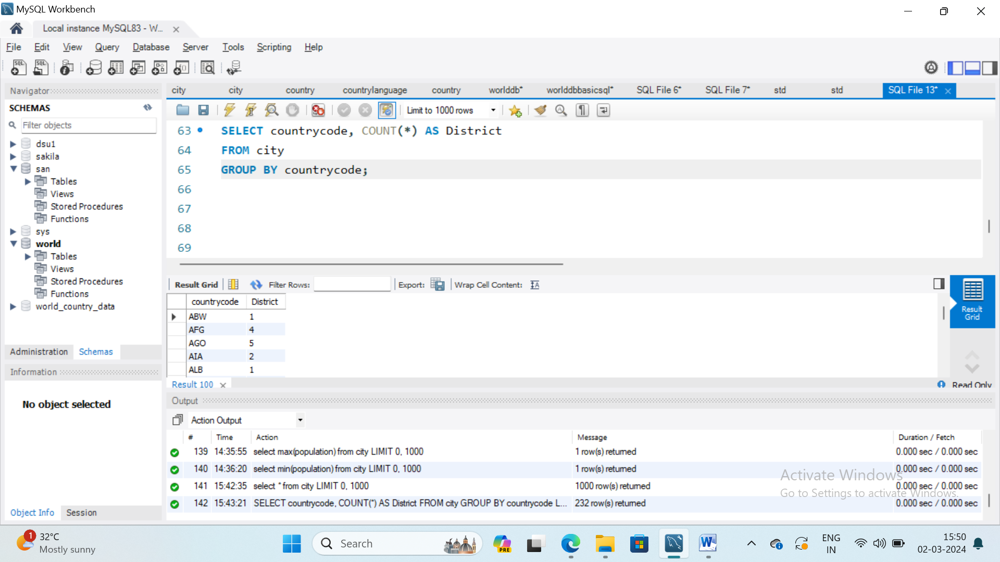 MySQL Workbench
Local instance MySQL83 - W...
File Edit View Query Database Server Tools Scripting Help
Navigator
SCHEMAS
Filter objects
dsu1
sakila
san
Tables
Views
Stored Procedures
Functions
sys
world
Tables
Views
Stored Procedures
Functions
world_country_data
Administration Schemas
Information
No object selected
Object Info Session
city city country countrylanguage country worlddb* worlddbbasicsql* SQL File 6* SQL File 7* std std SQL File 13*
Limit to 1000 rows
63 SELECT countrycode, COUNT(*) AS District
64 FROM city
65 GROUP BY countrycode;
66
67
68
69
Result Grid Filter Rows: Export: Wrap Cell Content:
countrycode District
ABW 1
AFG 4
AGO 5
AIA 2
ALB 1
Result Grid
Result 100
Read Only
Output
Action Output
# Time Action Message Duration / Fetch
139 14:35:55 select max(population) from city LIMIT 0, 1000 1 row(s) returned 0.000 sec / 0.000 sec
140 14:36:20 select min(population) from city LIMIT 0, 1000 1 row(s) returned 0.000 sec / 0.000 sec
141 15:42:35 select * from city LIMIT 0, 1000 1000 row(s) returned 0.000 sec / 0.000 sec
142 15:43:21 SELECT countrycode, COUNT(*) AS District FROM city GROUP BY countrycode L... 232 row(s) returned 0.000 sec / 0.000 sec
Activate Windows
Go to Settings to activate Windows.
1
32°C
Mostly sunny
Search
PRE
ENG
IN
15:50
02-03-2024